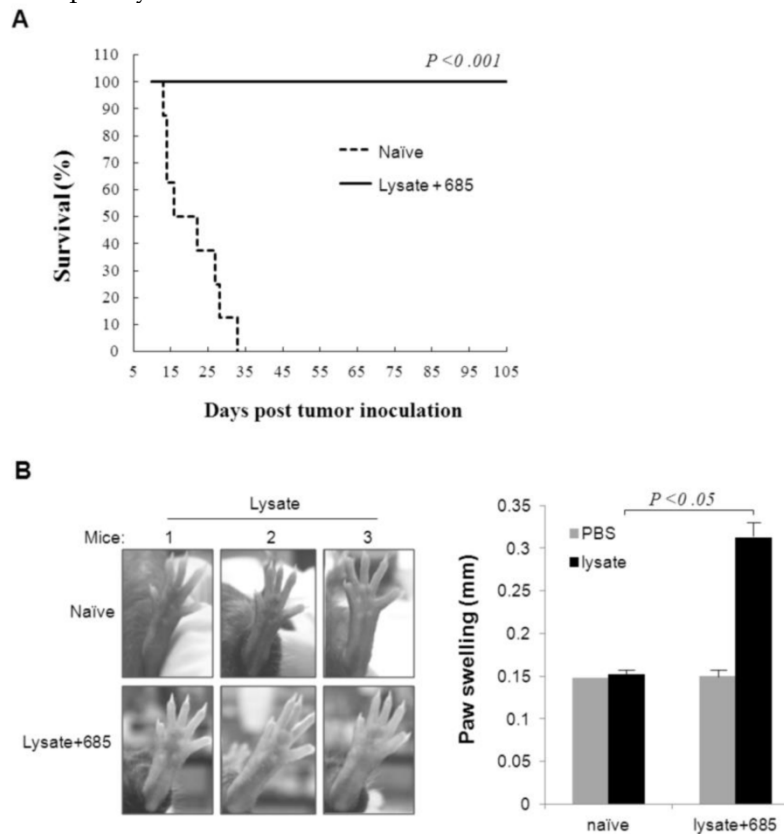 A
110
100
90
80
70
60
50
40
30
20
10
0
Survival (%)
P <0 .001
Naïve
Lysate + 685
5 15 25 35 45 55 65 75 85 95 105
Days post tumor inoculation
B
Lysate
Mice: 1 2 3
Naïve
Lysate+685
0.35
0.3
0.25
0.2
0.15
0.1
0.05
0
Paw swelling (mm)
P <0 .05
PBS
lysate
naïve lysate+685